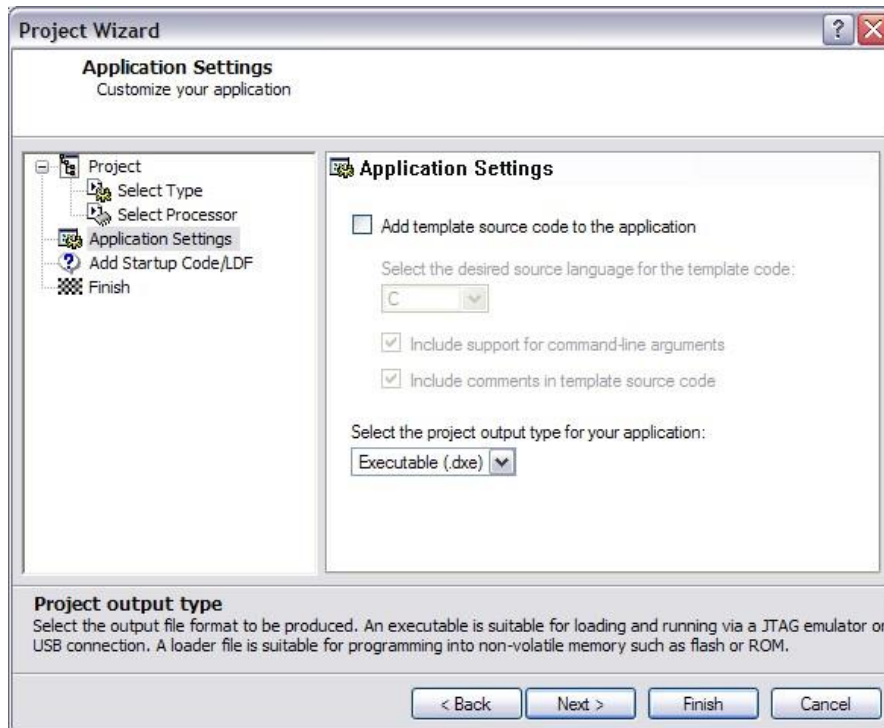 Project Wizard
Application Settings
Customize your application
Project
Select Type
Select Processor
Application Settings
Add Startup Code/LDF
Finish
Application Settings
Add template source code to the application
Select the desired source language for the template code:
C
Include support for command-line arguments
Include comments in template source code
Select the project output type for your application:
Executable (.dxe)
Project output type
Select the output file format to be produced. An executable is suitable for loading and running via a JTAG emulator or
USB connection. A loader file is suitable for programming into non-volatile memory such as flash or ROM.
< Back Next > Finish Cancel